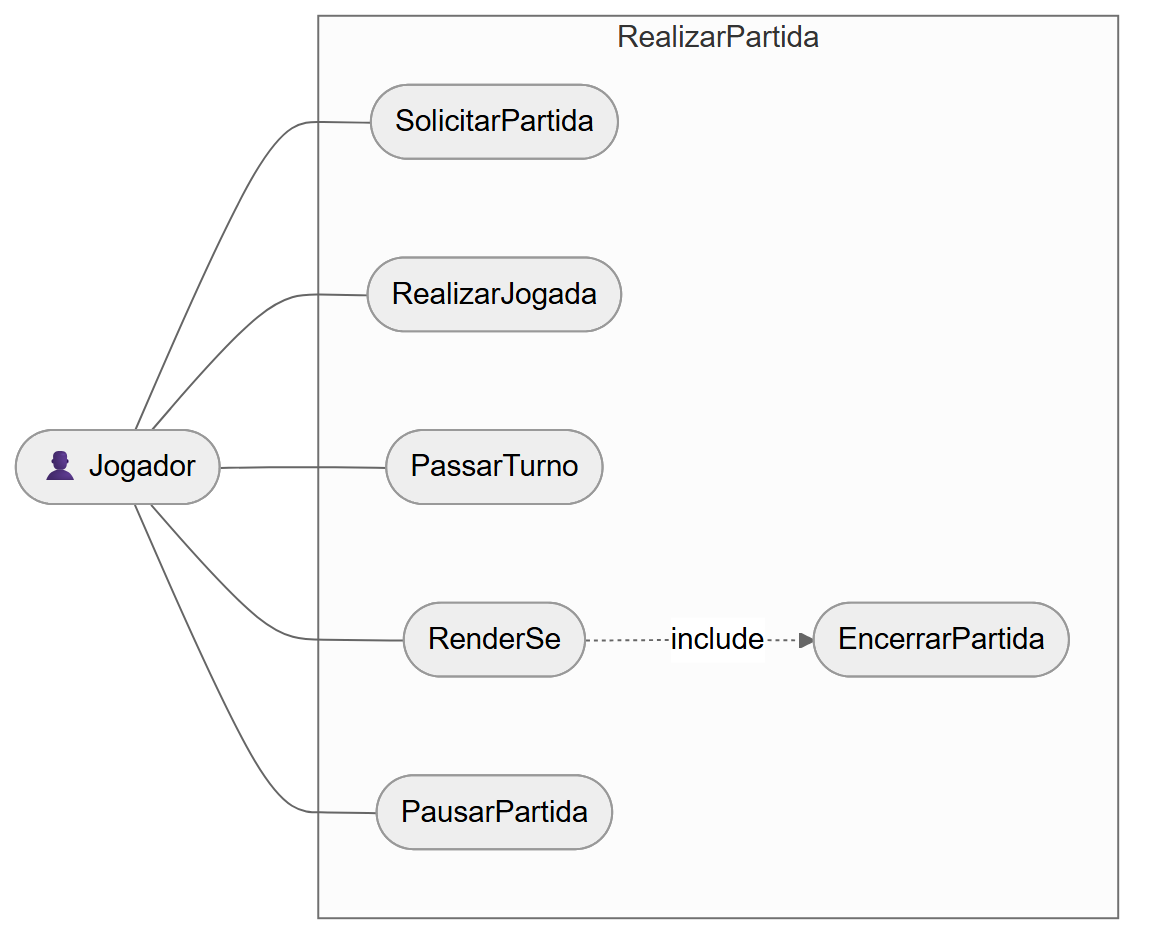 RealizarPartida
SolicitarPartida
RealizarJogada
Jogador
PassarTurno
RenderSe
include
EncerrarPartida
PausarPartida